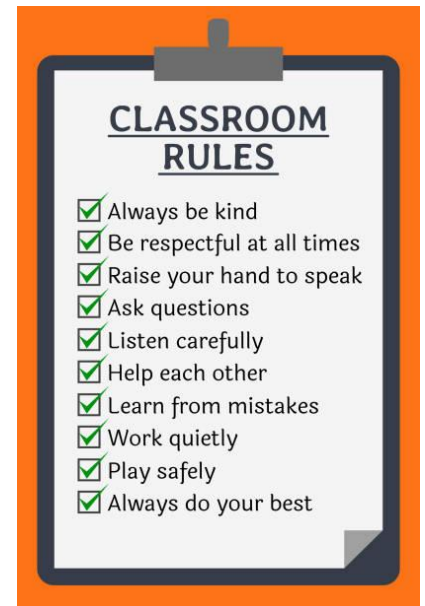 CLASSROOM
RULES
Always be kind
Be respectful at all times
Raise your hand to speak
Ask questions
Listen carefully
Help each other
Learn from mistakes
Work quietly
Play safely
Always do your best